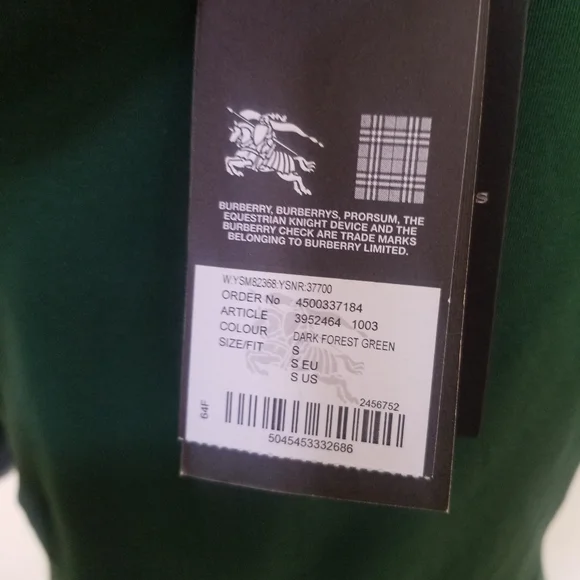 BURBERRY, BURBERRYS, PRORSUM, THE
EQUESTRIAN KNIGHT DEVICE AND THE
BURBERRY CHECK ARE TRADE MARKS
BELONGING TO BURBERRY LIMITED.
W.YSM82368:YSNR:37700
ORDER No 4500337184
ARTICLE 3952464 1003
COLOUR DARK FOREST GREEN
SIZE/FIT S
S EU
S US
2456752
64F
5045453332686